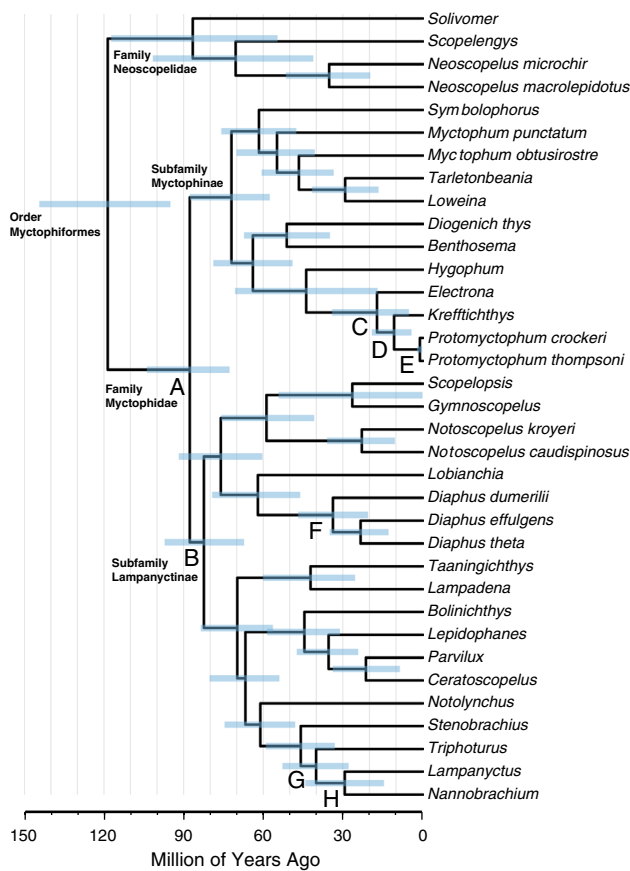 Solivomer
Scopelengys
Family
Neoscopelidae
Neoscopelus microchir
Neoscopelus macrolepidotus
Symbolophorus
Myctophum punctatum
Myctophum obtusirostre
Subfamily
Myctophinae
Tarletonbeania
Loweina
Order
Myctophiformes
Diogenichthys
Benthosema
Hygophum
Electrona
Krefftichthys
C
D
Protomyctophum crockeri
E
Protomyctophum thompsoni
Family
Myctophidae
A
Scopelopsis
Gymnoscopelus
Notoscopelus kroyeri
Notoscopelus caudispinosus
Lobianchia
Diaphus dumerilii
F
Diaphus effulgens
Diaphus theta
B
Subfamily
Lampanyctinae
Taaningichthys
Lampadena
Bolinichthys
Lepidophanes
Parvilux
Ceratoscopelus
Notolynchus
Stenobrachius
Triphoturus
Lampanyctus
G
H
Nannobrachium
150 120 90 60 30 0
Million of Years Ago